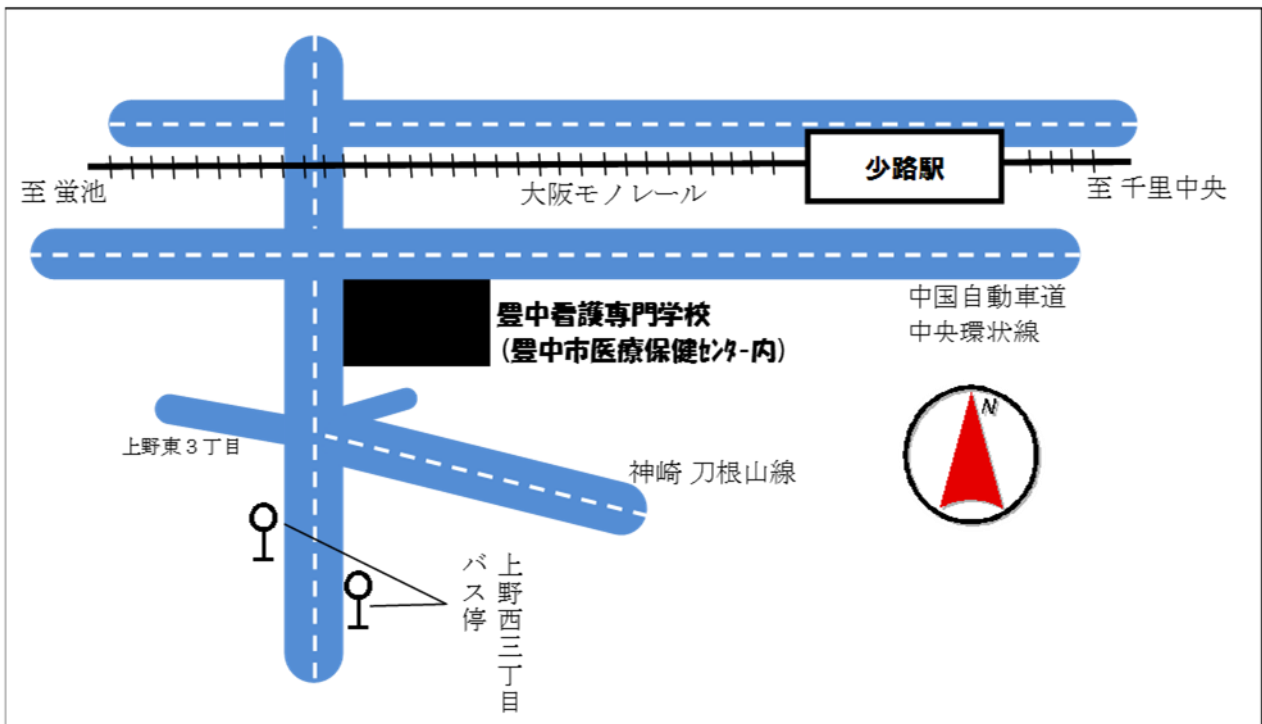 少路駅
至 蛍池
大阪モノレール
至 千里中央
中国自動車道
中央環状線
豊中看護専門学校
(豊中市医療保健ｾﾝﾀｰ内)
N
上野東３丁目
神崎 刀根山線
上野西三丁目
バス停